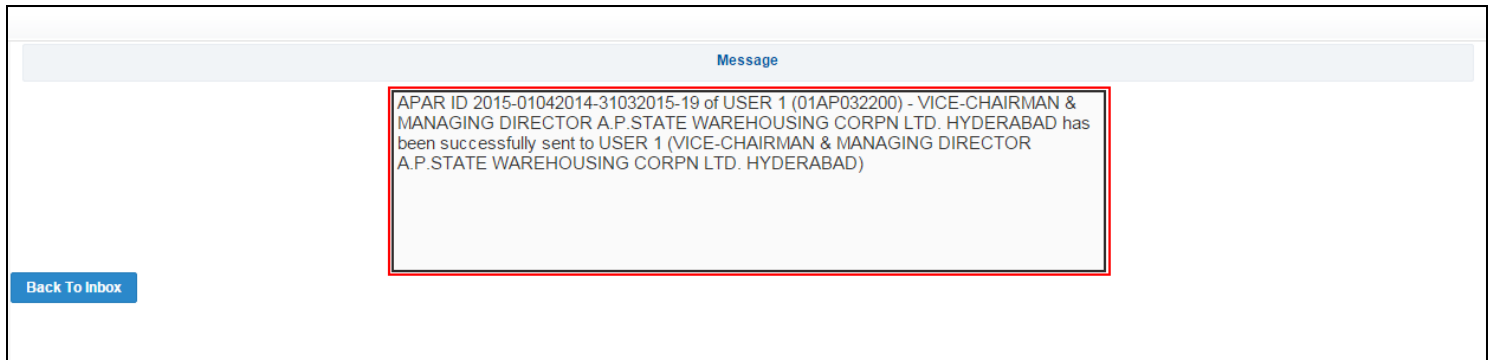 Message
APAR ID 2015-01042014-31032015-19 of USER 1 (01AP032200) - VICE-CHAIRMAN &
MANAGING DIRECTOR A.P.STATE WAREHOUSING CORPN LTD. HYDERABAD has
been successfully sent to USER 1 (VICE-CHAIRMAN & MANAGING DIRECTOR
A.P.STATE WAREHOUSING CORPN LTD. HYDERABAD)
Back To Inbox